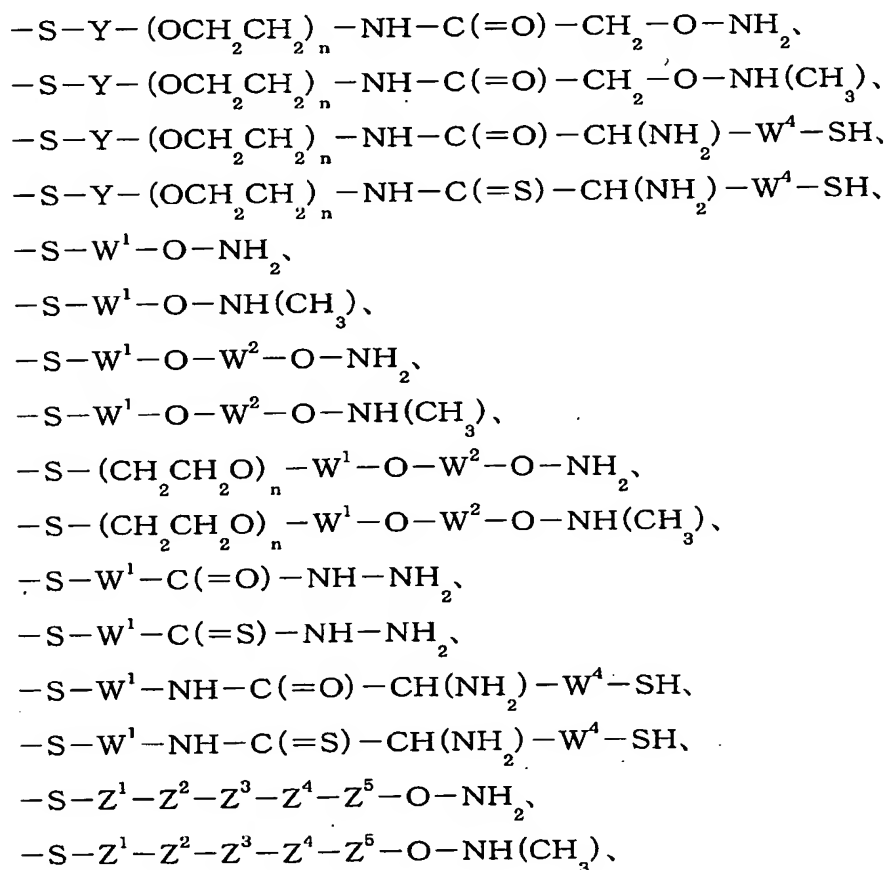 －S－Y－(OCH₂CH₂)ₙ－NH－C(=O)－CH₂－O－NH₂、
－S－Y－(OCH₂CH₂)ₙ－NH－C(=O)－CH₂－O－NH(CH₃)、
－S－Y－(OCH₂CH₂)ₙ－NH－C(=O)－CH(NH₂)－W⁴－SH、
－S－Y－(OCH₂CH₂)ₙ－NH－C(=S)－CH(NH₂)－W⁴－SH、
－S－W¹－O－NH₂、
－S－W¹－O－NH(CH₃)、
－S－W¹－O－W²－O－NH₂、
－S－W¹－O－W²－O－NH(CH₃)、
－S－(CH₂CH₂O)ₙ－W¹－O－W²－O－NH₂、
－S－(CH₂CH₂O)ₙ－W¹－O－W²－O－NH(CH₃)、
－S－W¹－C(=O)－NH－NH₂、
－S－W¹－C(=S)－NH－NH₂、
－S－W¹－NH－C(=O)－CH(NH₂)－W⁴－SH、
－S－W¹－NH－C(=S)－CH(NH₂)－W⁴－SH、
－S－Z¹－Z²－Z³－Z⁴－Z⁵－O－NH₂、
－S－Z¹－Z²－Z³－Z⁴－Z⁵－O－NH(CH₃)、